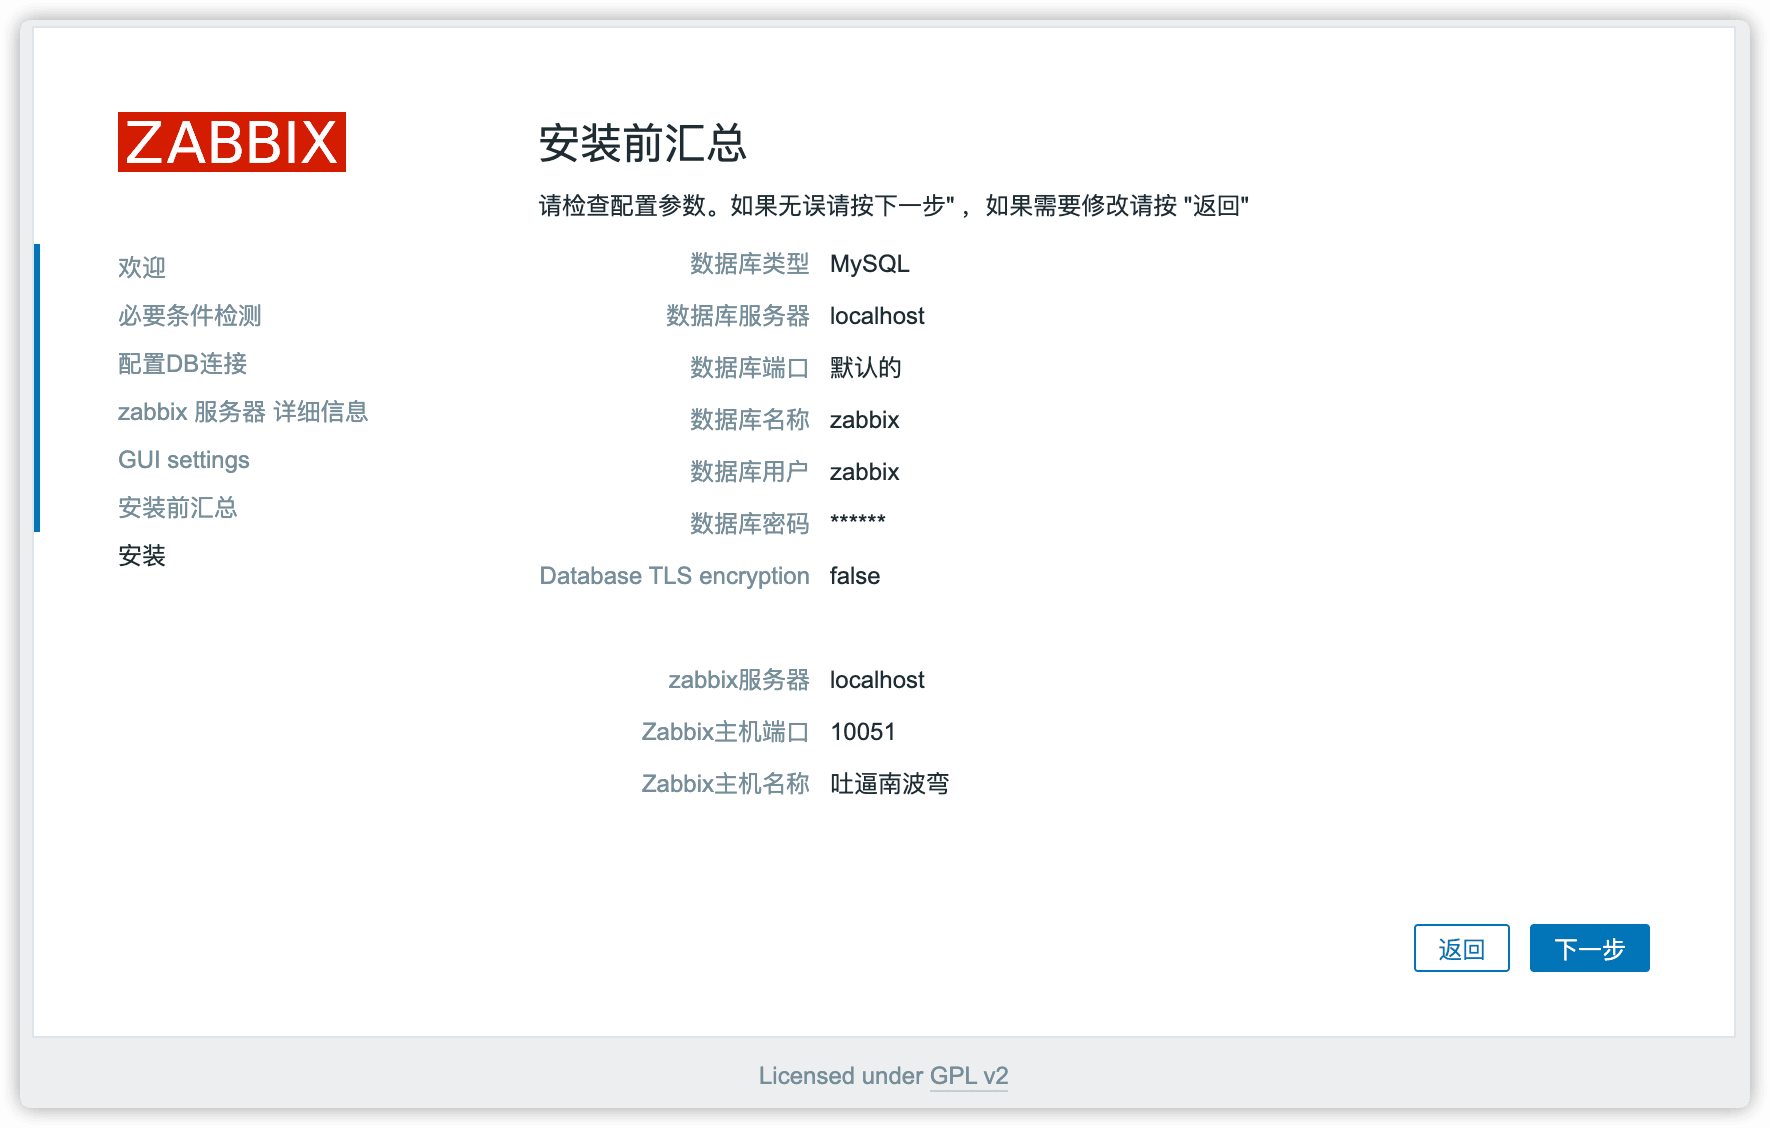 ZABBIX
欢迎
必要条件检测
配置DB连接
zabbix 服务器 详细信息
GUI settings
安装前汇总
安装
安装前汇总
请检查配置参数。如果无误请按下一步" ，如果需要修改请按 "返回"
数据库类型 MySQL
数据库服务器 localhost
数据库端口 默认的
数据库名称 zabbix
数据库用户 zabbix
数据库密码 ******
Database TLS encryption false
zabbix服务器 localhost
Zabbix主机端口 10051
Zabbix主机名称 吐逼南波弯
返回 下一步
Licensed under GPL v2